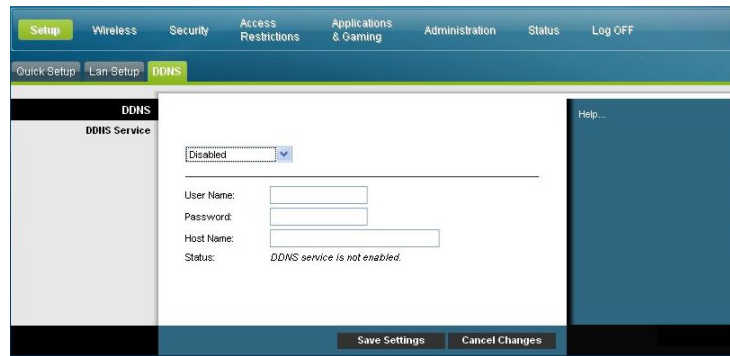 Setup Wireless Security Access Restrictions Applications & Gaming Administration Status Log OFF
Quick Setup Lan Setup DDNS
DDNS
DDNS Service
Disabled
User Name:
Password:
Host Name:
Status: DDNS service is not enabled.
Help...
Save Settings Cancel Changes